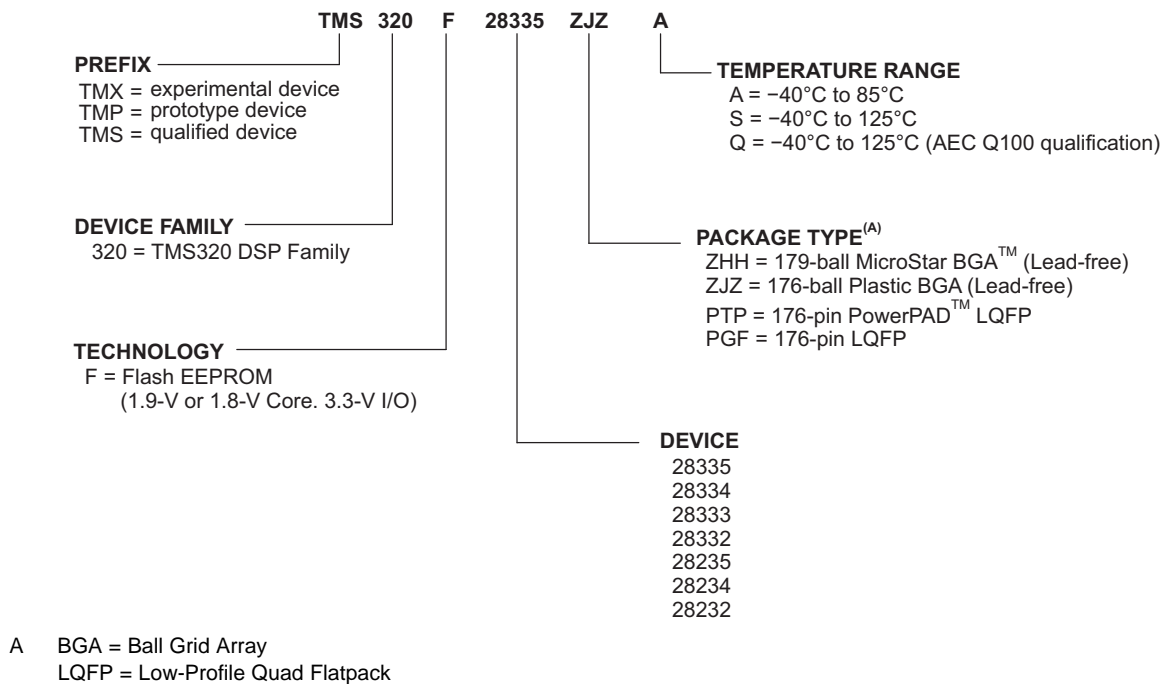 TMS 320 F 28335 ZJZ A
PREFIX
TMX = experimental device
TMP = prototype device
TMS = qualified device
TEMPERATURE RANGE
A = −40°C to 85°C
S = −40°C to 125°C
Q = −40°C to 125°C (AEC Q100 qualification)
DEVICE FAMILY
320 = TMS320 DSP Family
PACKAGE TYPE(A)
ZHH = 179-ball MicroStar BGA™ (Lead-free)
ZJZ = 176-ball Plastic BGA (Lead-free)
PTP = 176-pin PowerPAD™ LQFP
PGF = 176-pin LQFP
TECHNOLOGY
F = Flash EEPROM
(1.9-V or 1.8-V Core. 3.3-V I/O)
DEVICE
28335
28334
28333
28332
28235
28234
28232
A BGA = Ball Grid Array
LQFP = Low-Profile Quad Flatpack